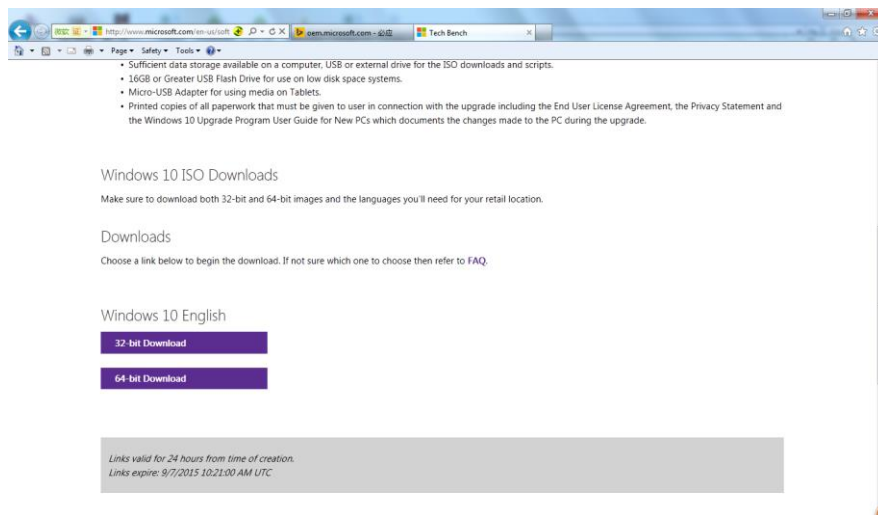 http://www.microsoft.com/en-us/soft
oem.microsoft.com - 必应
Tech Bench
Page Safety Tools
• Sufficient data storage available on a computer, USB or external drive for the ISO downloads and scripts.
• 16GB or Greater USB Flash Drive for use on low disk space systems.
• Micro-USB Adapter for using media on Tablets.
• Printed copies of all paperwork that must be given to user in connection with the upgrade including the End User License Agreement, the Privacy Statement and
the Windows 10 Upgrade Program User Guide for New PCs which documents the changes made to the PC during the upgrade.
Windows 10 ISO Downloads
Make sure to download both 32-bit and 64-bit images and the languages you'll need for your retail location.
Downloads
Choose a link below to begin the download. If not sure which one to choose then refer to FAQ.
Windows 10 English
32-bit Download
64-bit Download
Links valid for 24 hours from time of creation.
Links expire: 9/7/2015 10:21:00 AM UTC